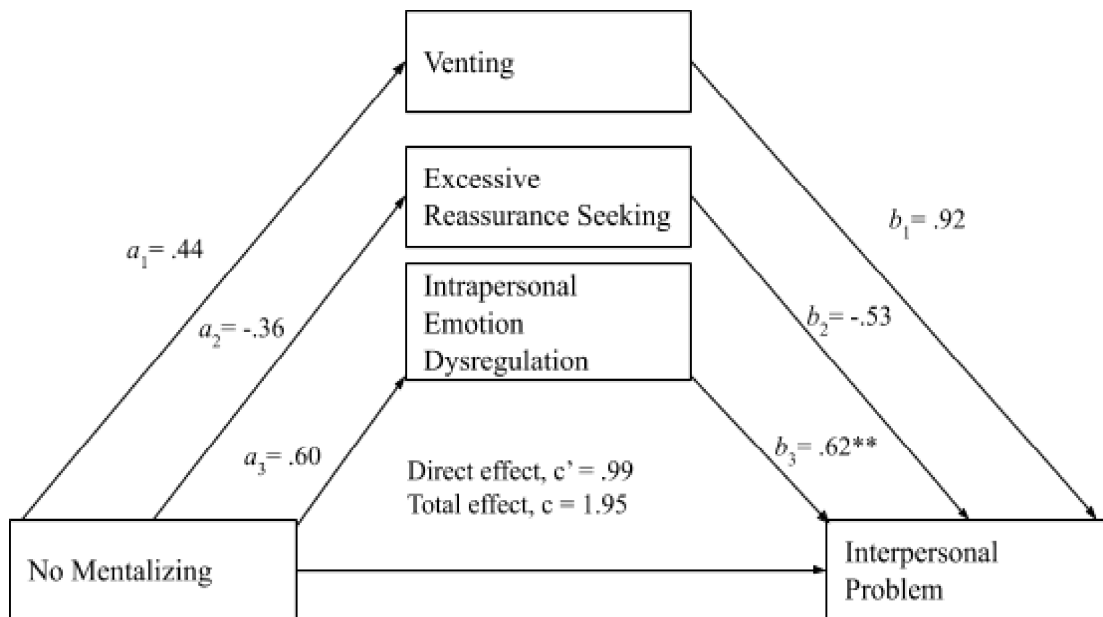 Venting
Excessive
Reassurance Seeking
a1= .44
b1= .92
Intrapersonal
Emotion
Dysregulation
a2= -.36
b2= -.53
a3= .60
b3= .62**
Direct effect, c’ = .99
Total effect, c = 1.95
No Mentalizing
Interpersonal
Problem